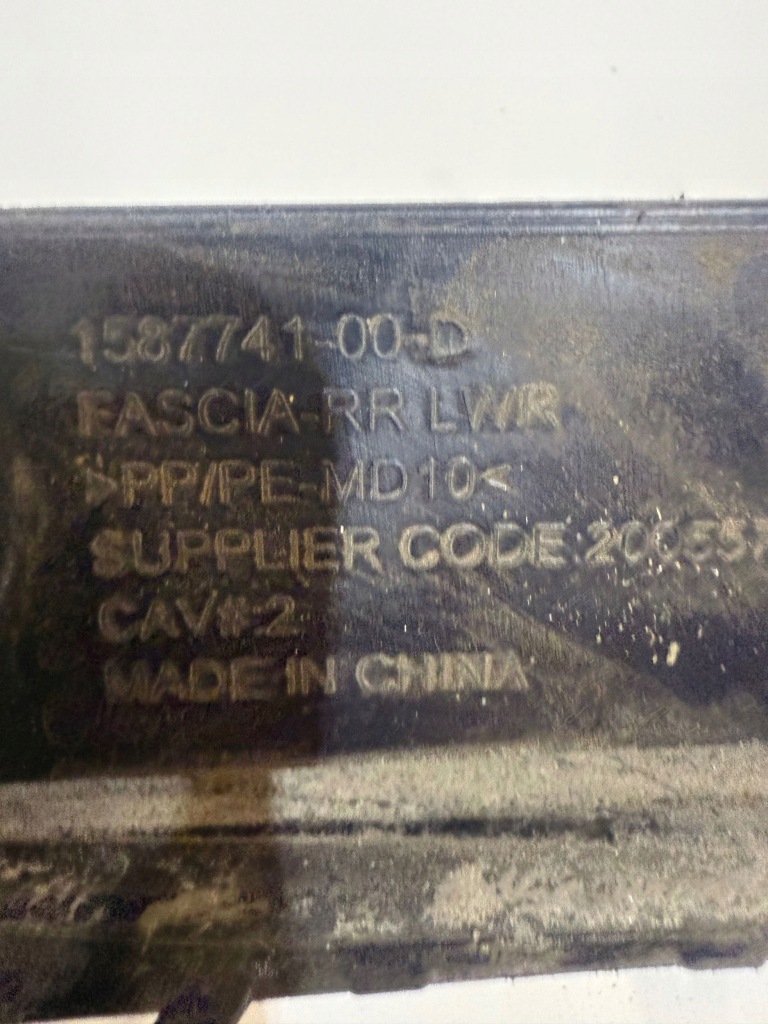 1587741-00-D
FASCIA-RR LWR
>PP/PE-MD10<
SUPPLIER CODE:
CAV#:2
MADE IN CHINA